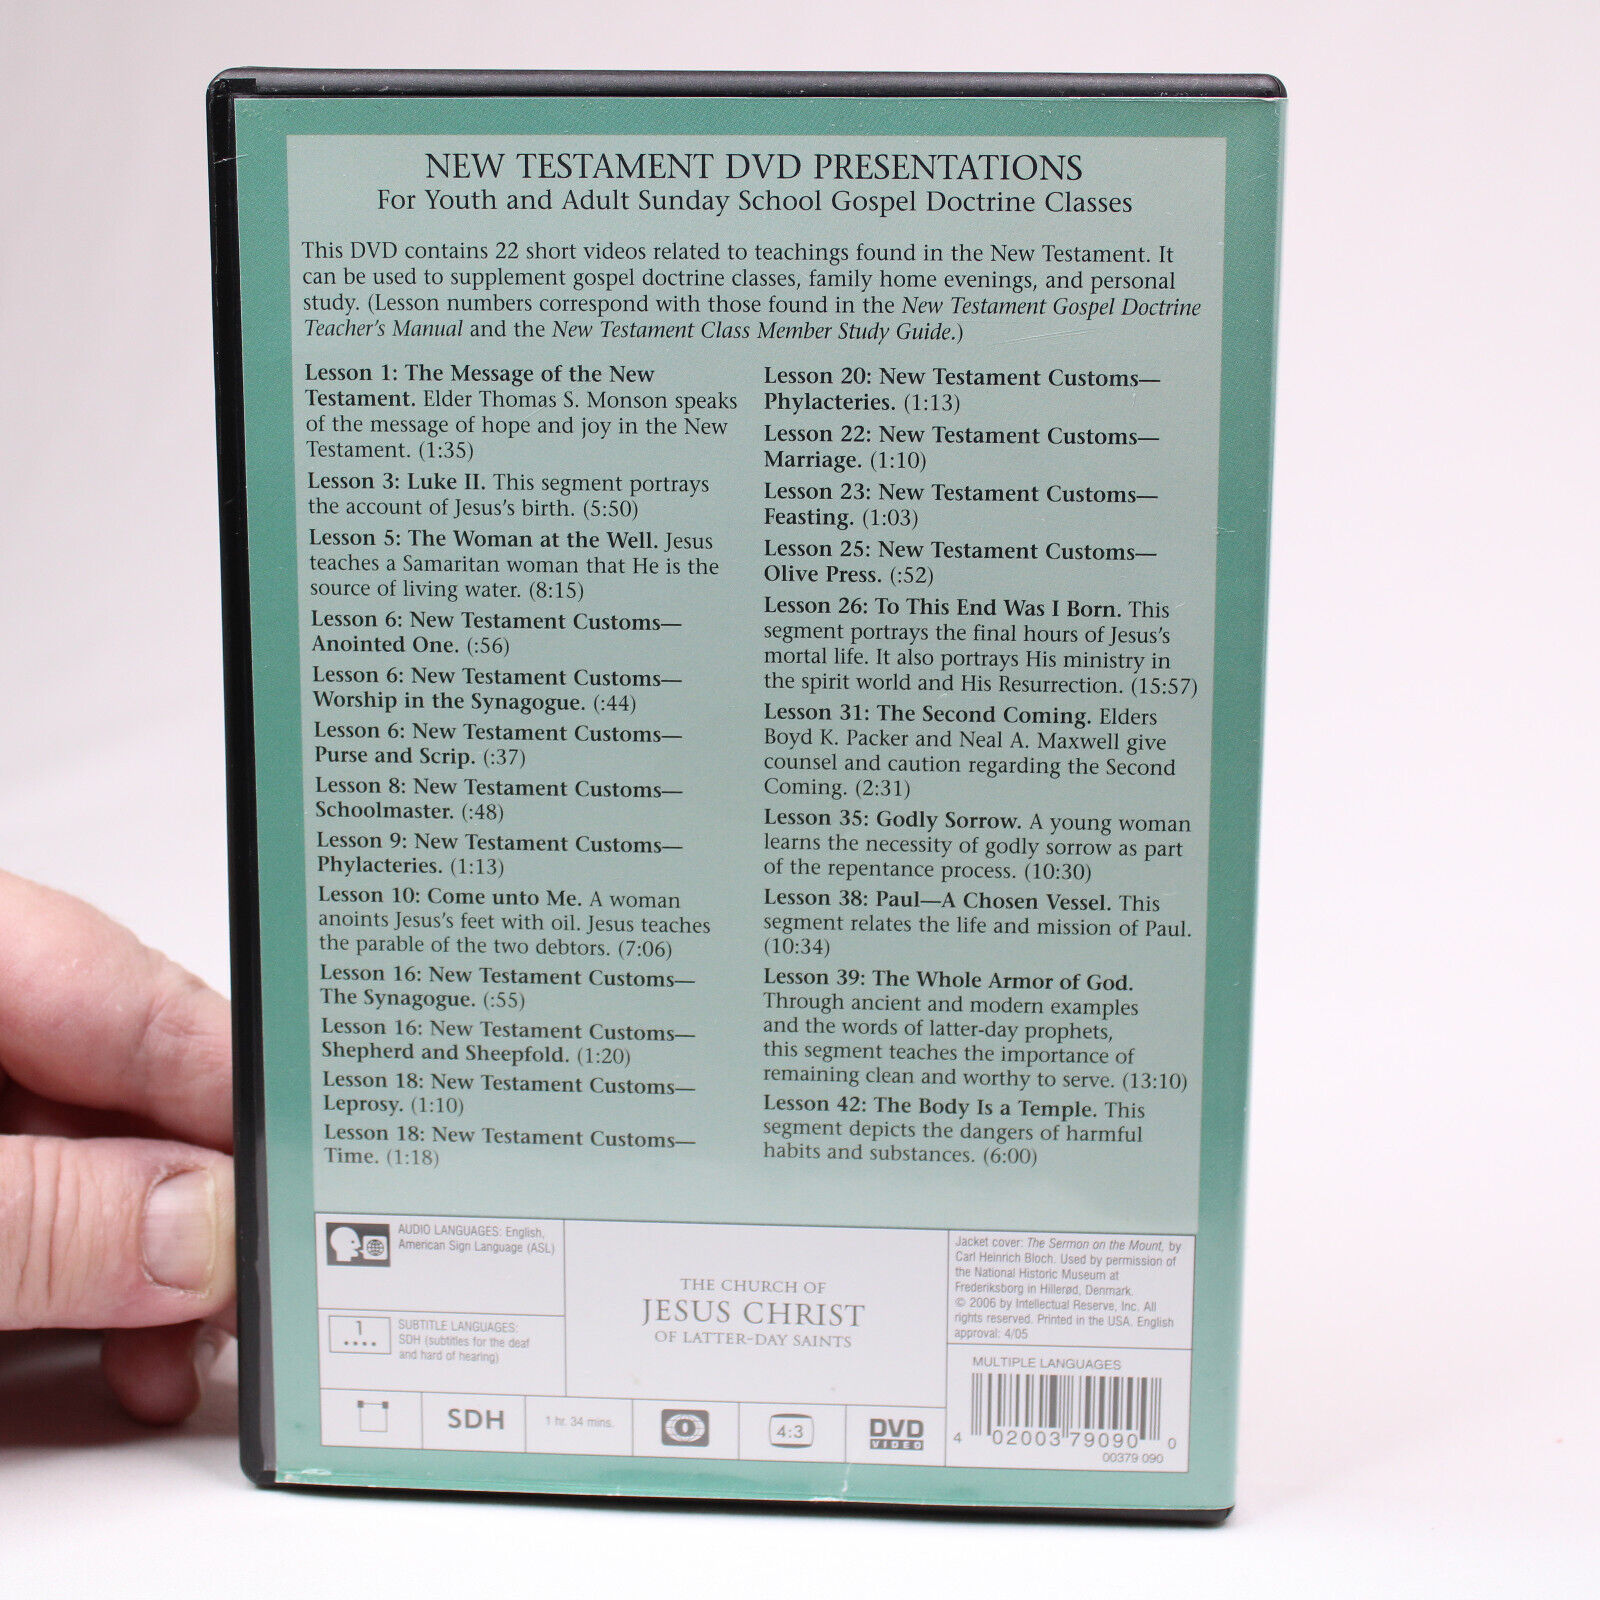 NEW TESTAMENT DVD PRESENTATIONS
For Youth and Adult Sunday School Gospel Doctrine Classes
This DVD contains 22 short videos related to teachings found in the New Testament. It
can be used to supplement gospel doctrine classes, family home evenings, and personal
study. (Lesson numbers correspond with those found in the New Testament Gospel Doctrine
Teacher's Manual and the New Testament Class Member Study Guide.)
Lesson 1: The Message of the New
Testament. Elder Thomas S. Monson speaks
of the message of hope and joy in the New
Testament. (1:35)
Lesson 3: Luke II. This segment portrays
the account of Jesus's birth. (5:50)
Lesson 5: The Woman at the Well. Jesus
teaches a Samaritan woman that He is the
source of living water. (8:15)
Lesson 6: New Testament Customs—
Anointed One. (:56)
Lesson 6: New Testament Customs—
Worship in the Synagogue. (:44)
Lesson 6: New Testament Customs—
Purse and Scrip. (:37)
Lesson 8: New Testament Customs—
Schoolmaster. (:48)
Lesson 9: New Testament Customs—
Phylacteries. (1:13)
Lesson 10: Come unto Me. A woman
anoints Jesus's feet with oil. Jesus teaches
the parable of the two debtors. (7:06)
Lesson 16: New Testament Customs—
The Synagogue. (:55)
Lesson 16: New Testament Customs—
Shepherd and Sheepfold. (1:20)
Lesson 18: New Testament Customs—
Leprosy. (1:10)
Lesson 18: New Testament Customs—
Time. (1:18)
Lesson 20: New Testament Customs—
Phylacteries. (1:13)
Lesson 22: New Testament Customs—
Marriage. (1:10)
Lesson 23: New Testament Customs—
Feasting. (1:03)
Lesson 25: New Testament Customs—
Olive Press. (:52)
Lesson 26: To This End Was I Born. This
segment portrays the final hours of Jesus's
mortal life. It also portrays His ministry in
the spirit world and His Resurrection. (15:57)
Lesson 31: The Second Coming. Elders
Boyd K. Packer and Neal A. Maxwell give
counsel and caution regarding the Second
Coming. (2:31)
Lesson 35: Godly Sorrow. A young woman
learns the necessity of godly sorrow as part
of the repentance process. (10:30)
Lesson 38: Paul—A Chosen Vessel. This
segment relates the life and mission of Paul.
(10:34)
Lesson 39: The Whole Armor of God.
Through ancient and modern examples
and the words of latter-day prophets,
this segment teaches the importance of
remaining clean and worthy to serve. (13:10)
Lesson 42: The Body Is a Temple. This
segment depicts the dangers of harmful
habits and substances. (6:00)
AUDIO LANGUAGES: English,
American Sign Language (ASL)
1
SUBTITLE LANGUAGES:
SDH (subtitles for the deaf
and hard of hearing)
THE CHURCH OF
JESUS CHRIST
OF LATTER-DAY SAINTS
Jacket cover: The Sermon on the Mount, by
Carl Heinrich Bloch. Used by permission of
the National Historic Museum at
Frederiksborg in Hillerød, Denmark.
© 2006 by Intellectual Reserve, Inc. All
rights reserved. Printed in the USA. English
approval: 4/05
MULTIPLE LANGUAGES
4 02003 79090 0
00379 090
SDH
1 hr. 34 mins.
0
4:3
DVD
VIDEO